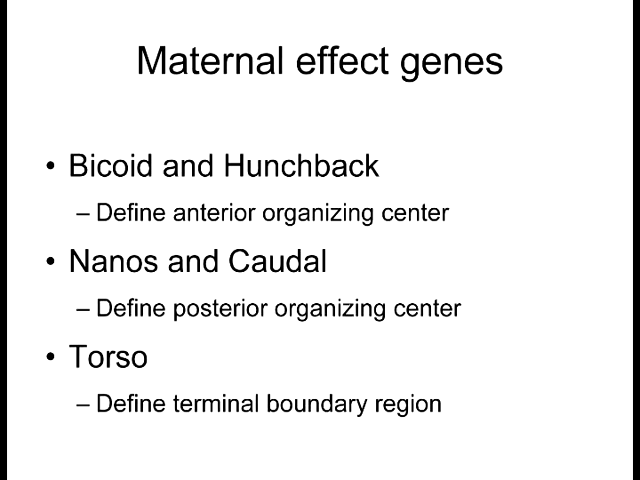 Maternal effect genes
• Bicoid and Hunchback
– Define anterior organizing center
• Nanos and Caudal
– Define posterior organizing center
• Torso
– Define terminal boundary region